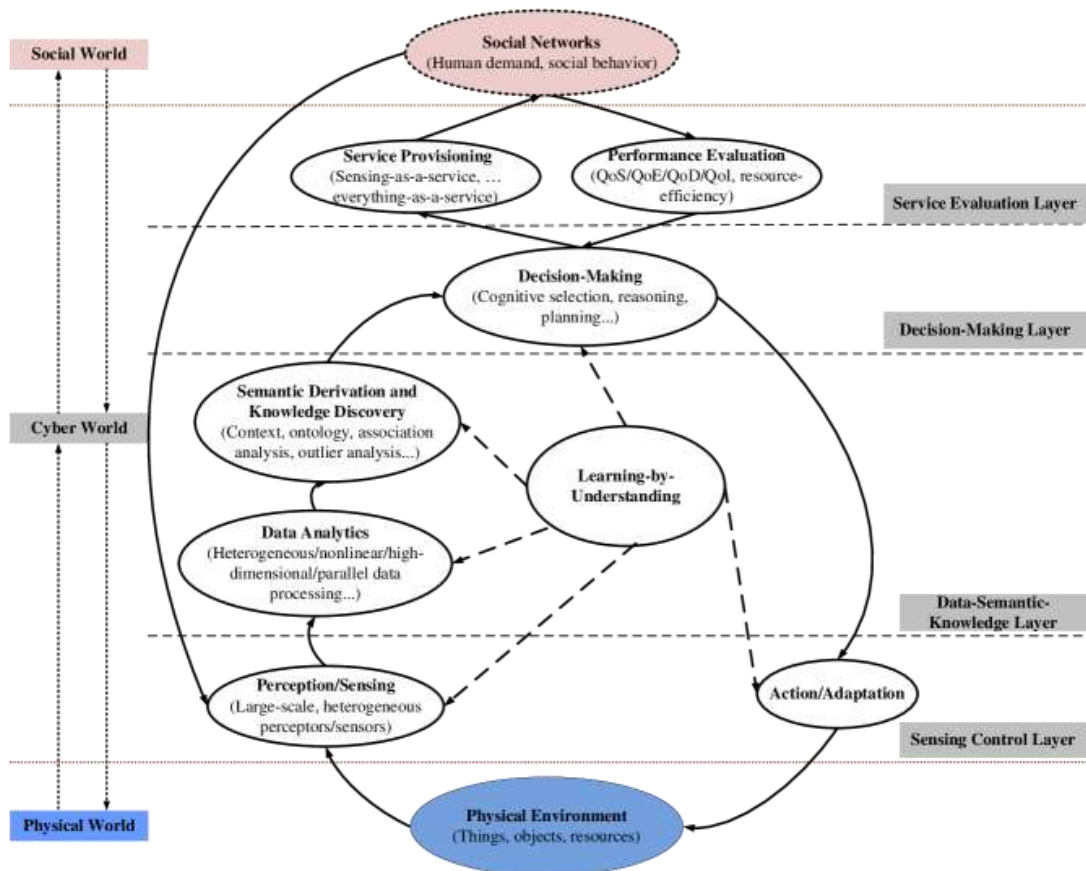 Social Networks
(Human demand, social behavior)
Social World
Service Provisioning
(Sensing-as-a-service, …
everything-as-a-service)
Performance Evaluation
(QoS/QoE/QoD/QoI, resource-
efficiency)
Service Evaluation Layer
Decision-Making
(Cognitive selection, reasoning,
planning...)
Decision-Making Layer
Semantic Derivation and
Knowledge Discovery
(Context, ontology, association
analysis, outlier analysis...)
Cyber World
Learning-by-
Understanding
Data Analytics
(Heterogeneous/nonlinear/high-
dimensional/parallel data
processing...)
Data-Semantic-
Knowledge Layer
Perception/Sensing
(Large-scale, heterogeneous
perceptors/sensors)
Action/Adaptation
Sensing Control Layer
Physical Environment
(Things, objects, resources)
Physical World